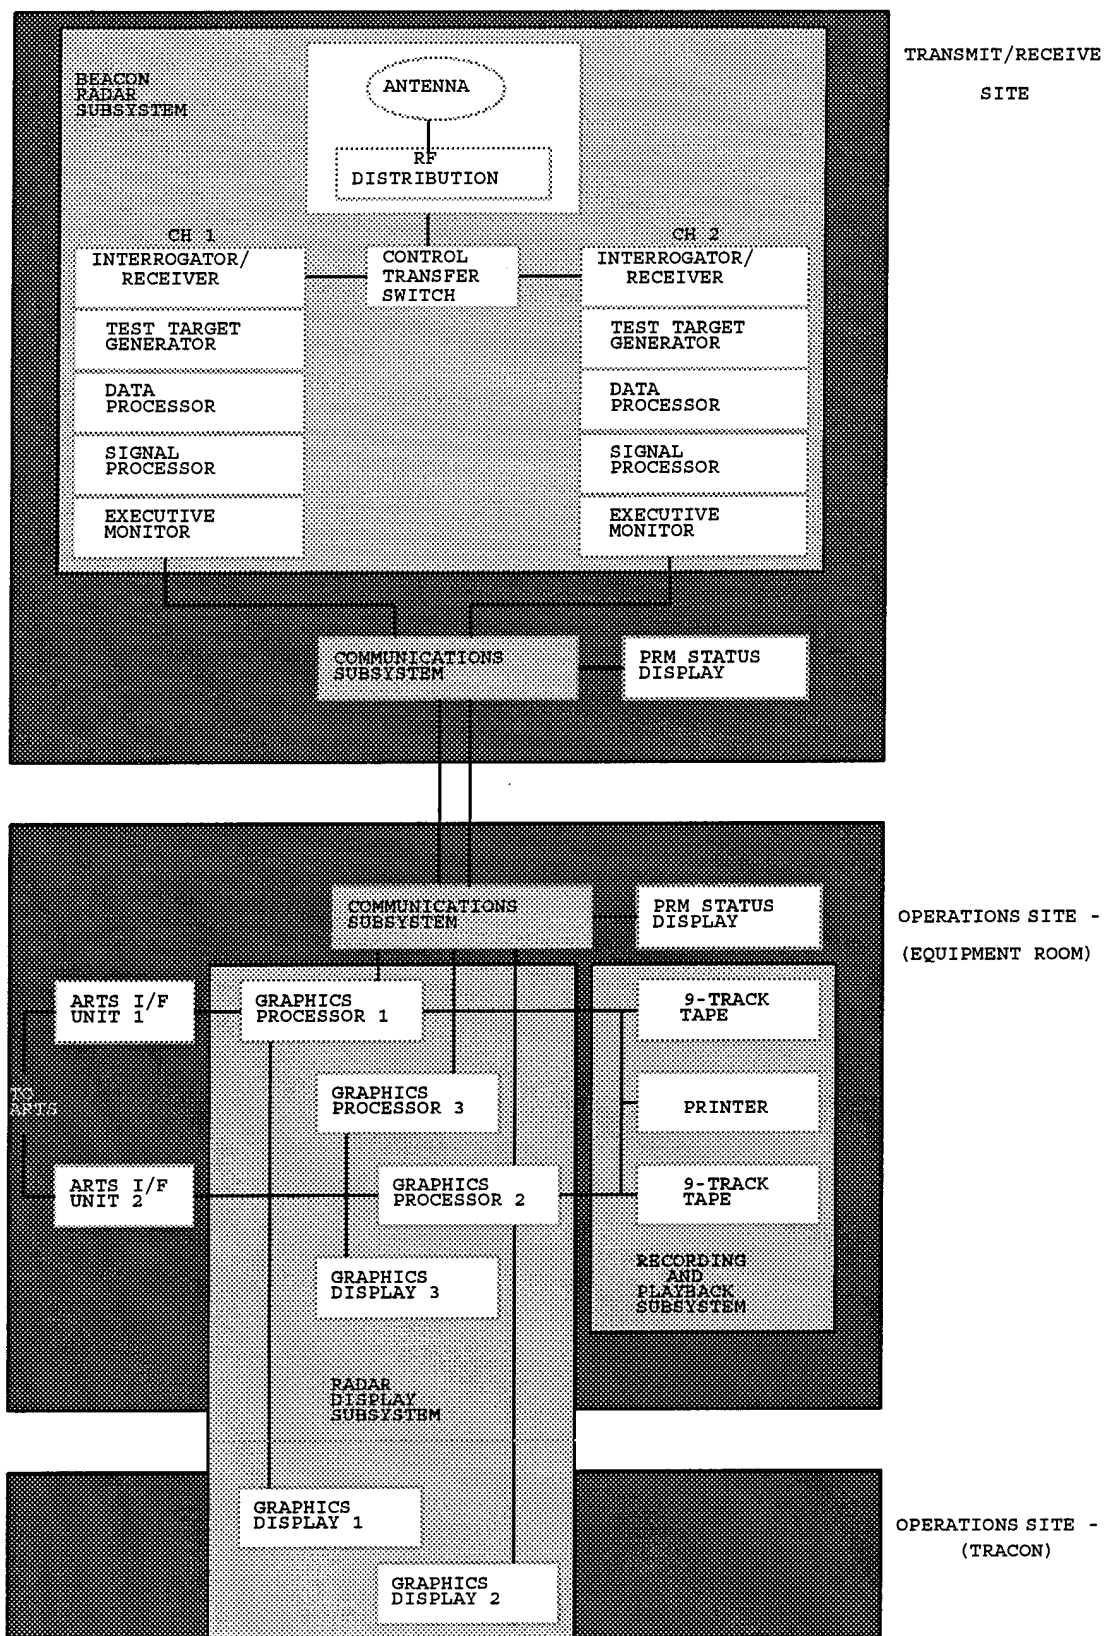 TRANSMIT/RECEIVE
SITE
BEACON
RADAR
SUBSYSTEM
ANTENNA
RF
DISTRIBUTION
CH 1
INTERROGATOR/
RECEIVER
TEST TARGET
GENERATOR
DATA
PROCESSOR
SIGNAL
PROCESSOR
EXECUTIVE
MONITOR
CONTROL
TRANSFER
SWITCH
CH 2
INTERROGATOR/
RECEIVER
TEST TARGET
GENERATOR
DATA
PROCESSOR
SIGNAL
PROCESSOR
EXECUTIVE
MONITOR
COMMUNICATIONS
SUBSYSTEM
PRM STATUS
DISPLAY
OPERATIONS SITE -
(EQUIPMENT ROOM)
COMMUNICATIONS
SUBSYSTEM
PRM STATUS
DISPLAY
ARTS I/F
UNIT 1
GRAPHICS
PROCESSOR 1
9-TRACK
TAPE
TO
ARTS
GRAPHICS
PROCESSOR 3
PRINTER
ARTS I/F
UNIT 2
GRAPHICS
PROCESSOR 2
9-TRACK
TAPE
GRAPHICS
DISPLAY 3
RECORDING
AND
PLAYBACK
SUBSYSTEM
RADAR
DISPLAY
SUBSYSTEM
GRAPHICS
DISPLAY 1
OPERATIONS SITE -
(TRACON)
GRAPHICS
DISPLAY 2